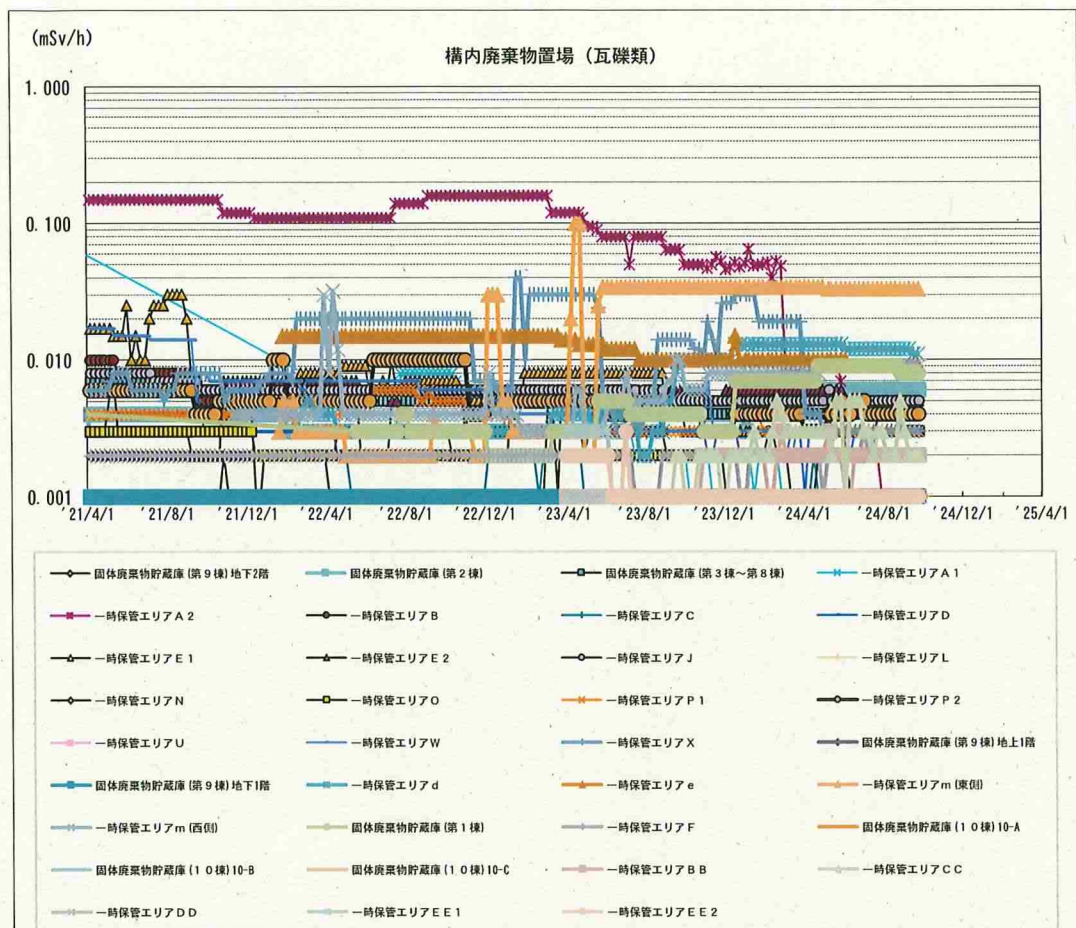 (mSv/h)
構内廃棄物置場（瓦礫類）
1.000
0.100
0.010
0.001
'21/4/1 '21/8/1 '21/12/1 '22/4/1 '22/8/1 '22/12/1 '23/4/1 '23/8/1 '23/12/1 '24/4/1 '24/8/1 '24/12/1 '25/4/1
固体廃棄物貯蔵庫(第9棟)地下2階 固体廃棄物貯蔵庫(第2棟) 固体廃棄物貯蔵庫(第3棟～第8棟) 一時保管エリアA1
一時保管エリアA2 一時保管エリアB 一時保管エリアC 一時保管エリアD
一時保管エリアE1 一時保管エリアE2 一時保管エリアJ 一時保管エリアL
一時保管エリアN 一時保管エリアO 一時保管エリアP1 一時保管エリアP2
一時保管エリアU 一時保管エリアW 一時保管エリアX 固体廃棄物貯蔵庫(第9棟)地上1階
固体廃棄物貯蔵庫(第9棟)地下1階 一時保管エリアd 一時保管エリアe 一時保管エリアm(東側)
一時保管エリアm(西側) 固体廃棄物貯蔵庫(第1棟) 一時保管エリアF 固体廃棄物貯蔵庫(10棟)10-A
固体廃棄物貯蔵庫(10棟)10-B 固体廃棄物貯蔵庫(10棟)10-C 一時保管エリアBB 一時保管エリアCC
一時保管エリアDD 一時保管エリアEE1 一時保管エリアEE2